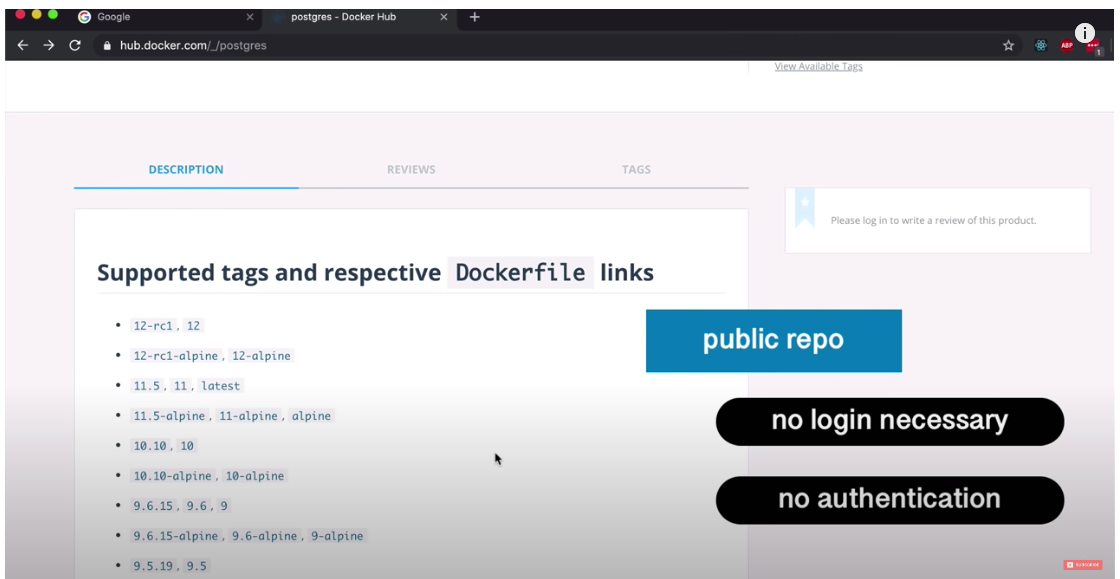 Google
postgres - Docker Hub
hub.docker.com/_/postgres
ABP
1
View Available Tags
DESCRIPTION
REVIEWS
TAGS
Please log in to write a review of this product.
Supported tags and respective Dockerfile links
12-rc1, 12
12-rc1-alpine, 12-alpine
11.5, 11, latest
11.5-alpine, 11-alpine, alpine
10.10, 10
10.10-alpine, 10-alpine
9.6.15, 9.6, 9
9.6.15-alpine, 9.6-alpine, 9-alpine
9.5.19, 9.5
public repo
no login necessary
no authentication
SUBSCRIBE